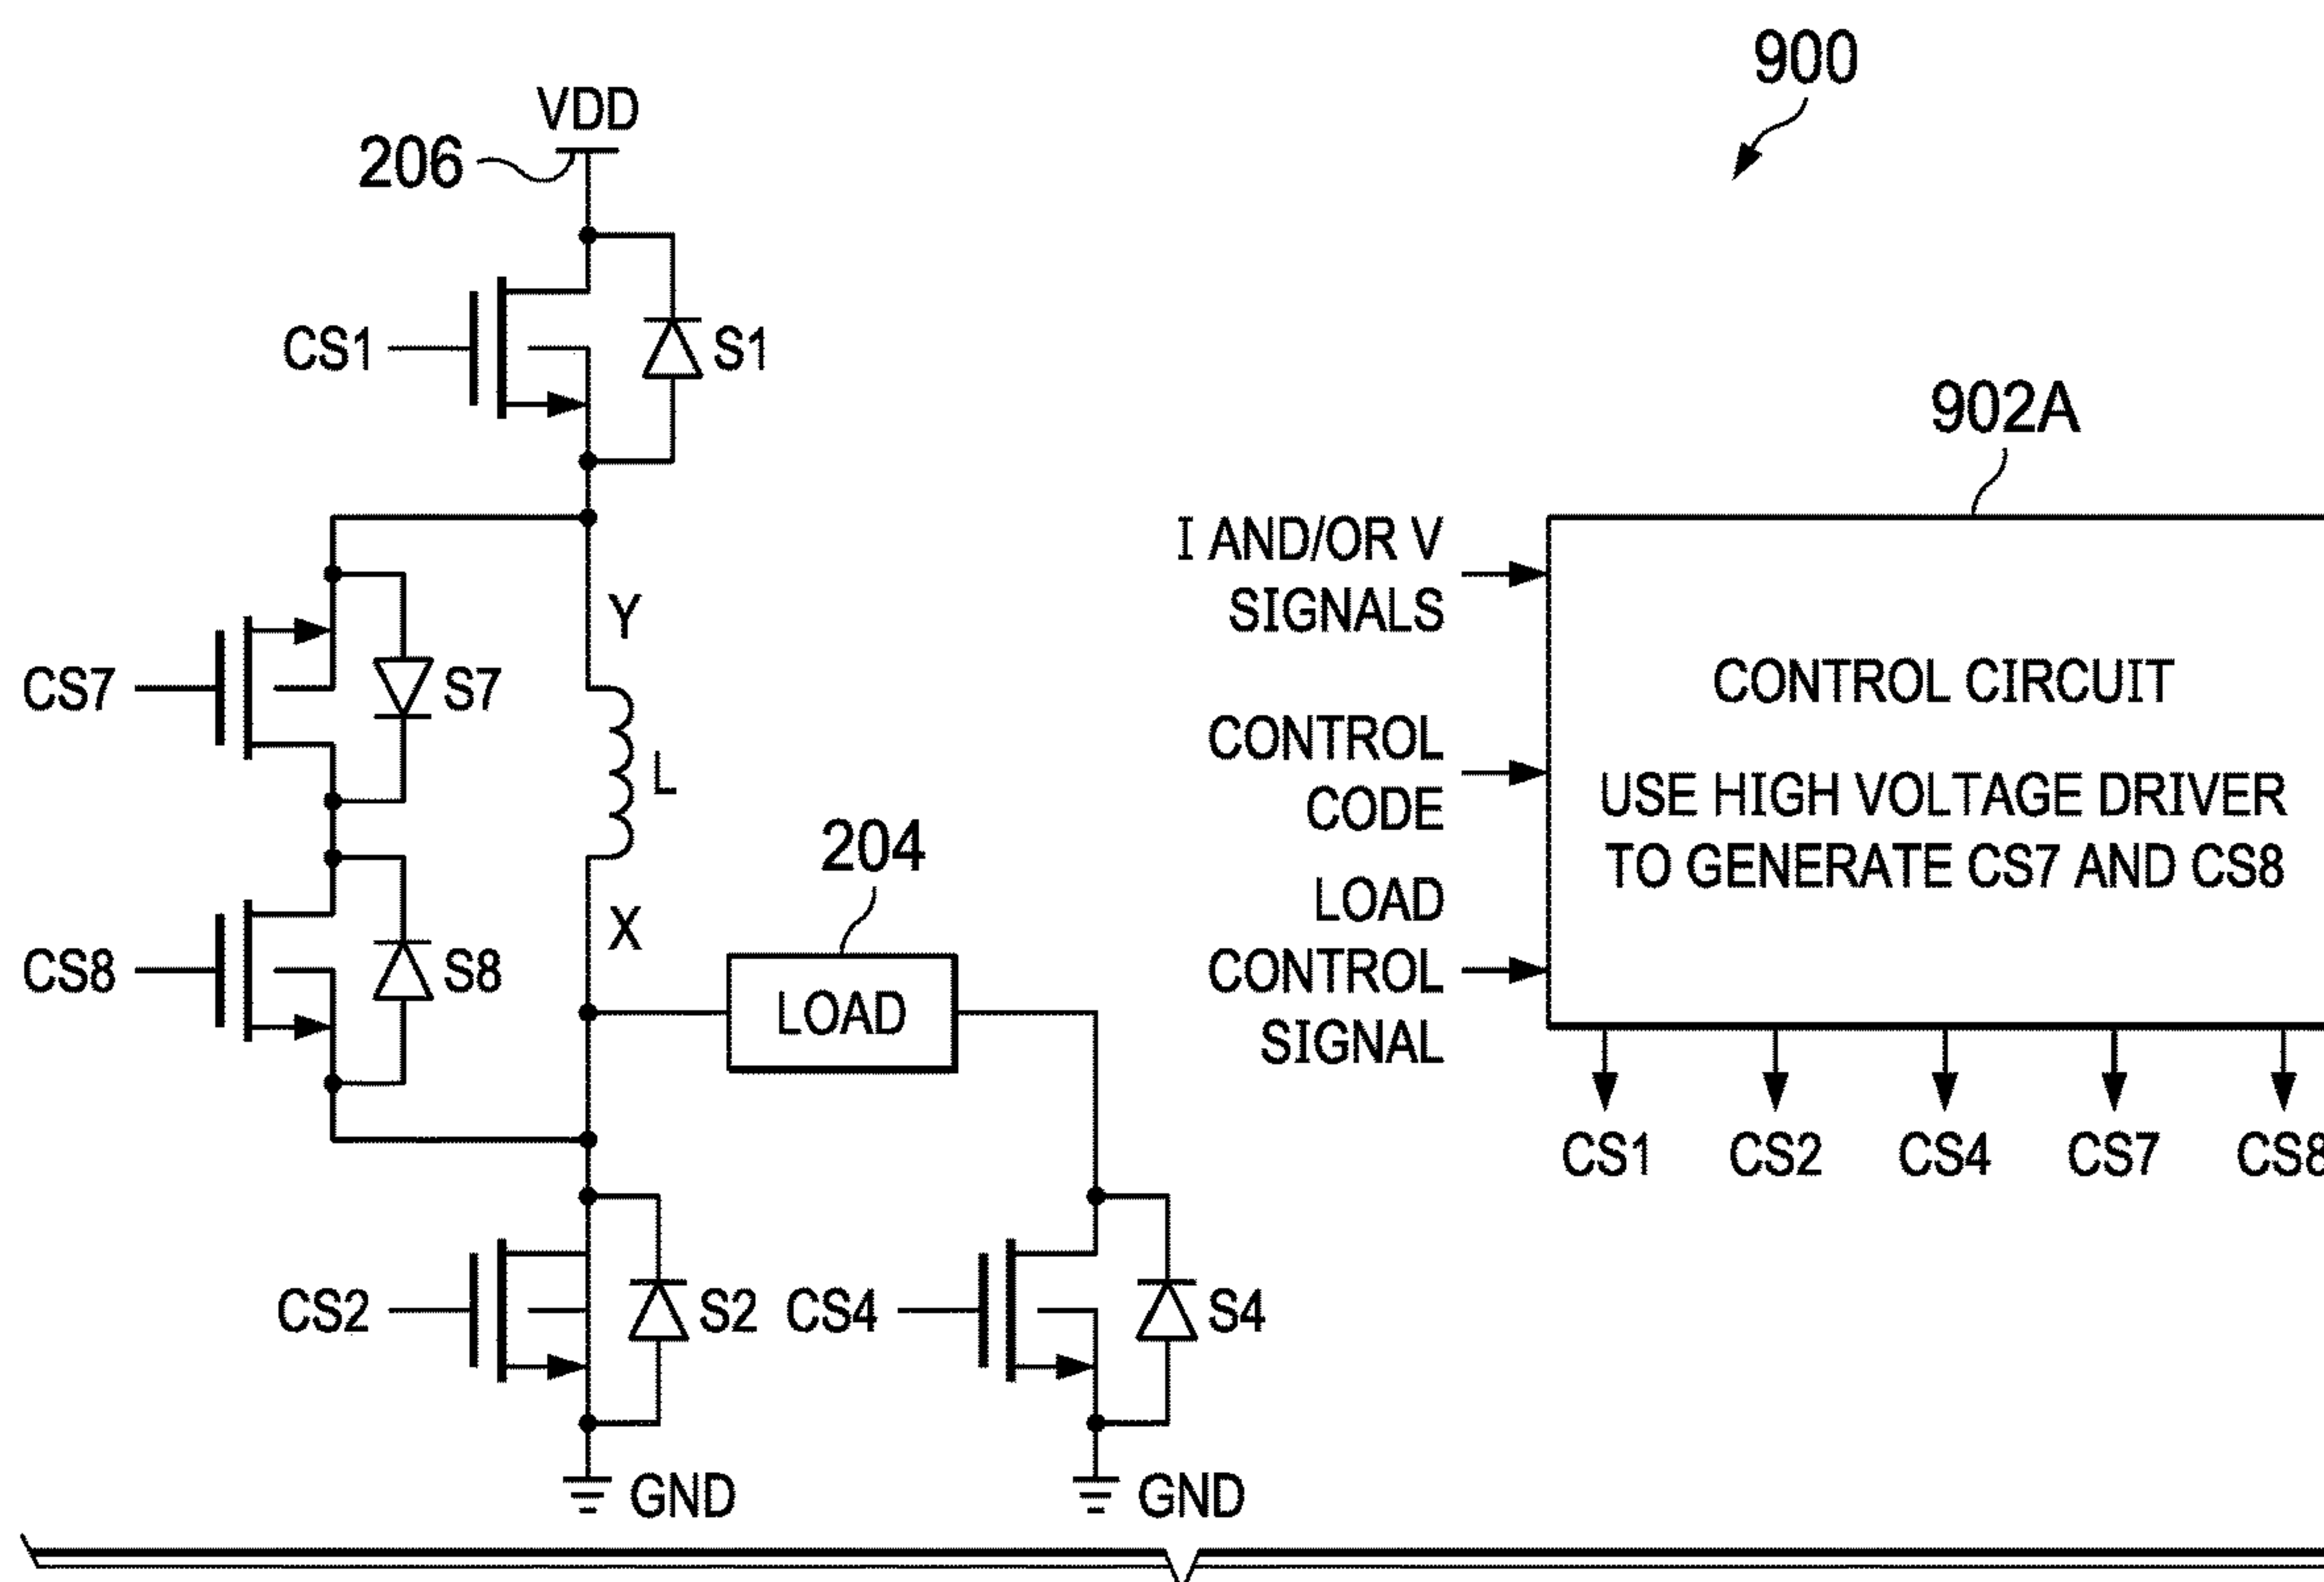 900
VDD
206
CS1
S1
902A
I AND/OR V
SIGNALS
Y
CS7
S7
CONTROL CIRCUIT
L
CONTROL
CODE
USE HIGH VOLTAGE DRIVER
TO GENERATE CS7 AND CS8
204
LOAD
CONTROL
SIGNAL
X
CS8
S8
LOAD
CS1
CS2
CS4
CS7
CS8
CS2
S2
CS4
S4
GND
GND